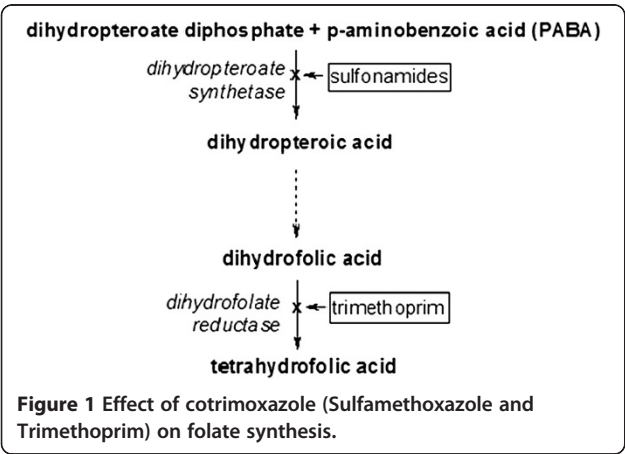 dihydropteroate diphosphate + p-aminobenzoic acid (PABA)
dihydropteroate
synthetase
x
sulfonamides
dihydropteroic acid
dihydrofolic acid
dihydrofolate
reductase
x
trimethoprim
tetrahydrofolic acid
Figure 1 Effect of cotrimoxazole (Sulfamethoxazole and
Trimethoprim) on folate synthesis.